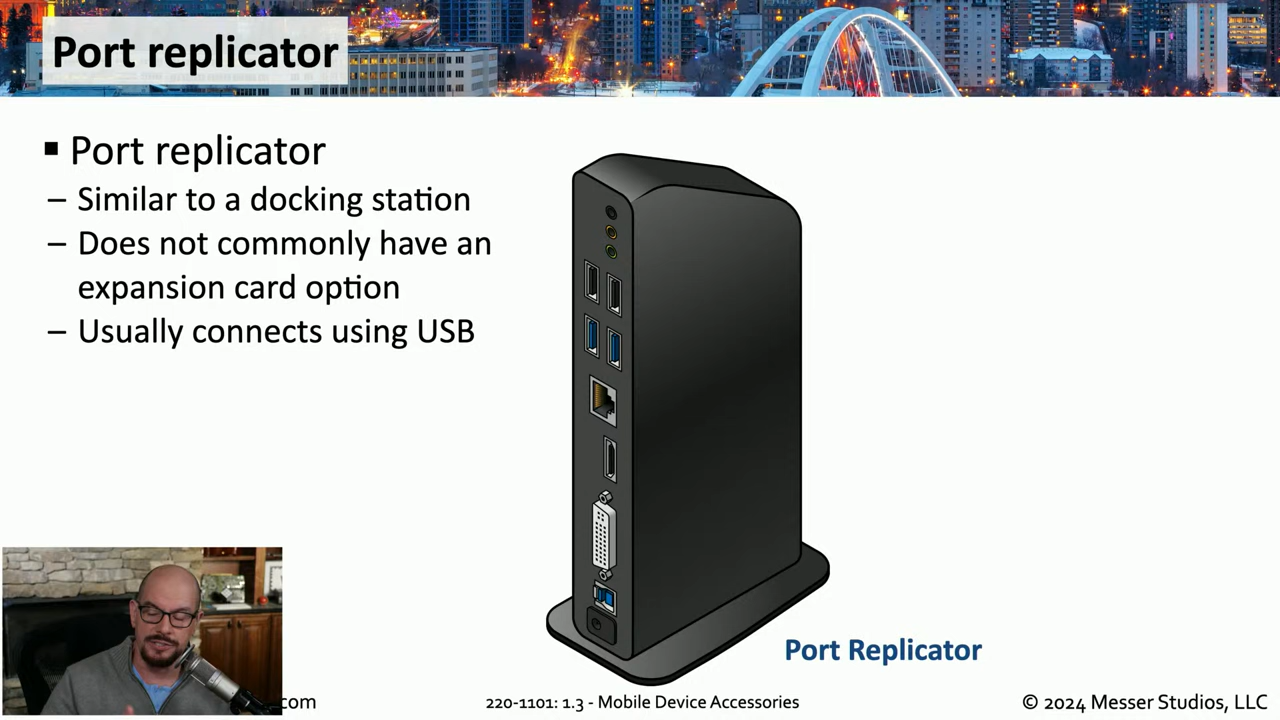 Port replicator
▪ Port replicator
– Similar to a docking station
– Does not commonly have an
expansion card option
– Usually connects using USB
Port Replicator
com
220-1101: 1.3 - Mobile Device Accessories
© 2024 Messer Studios, LLC